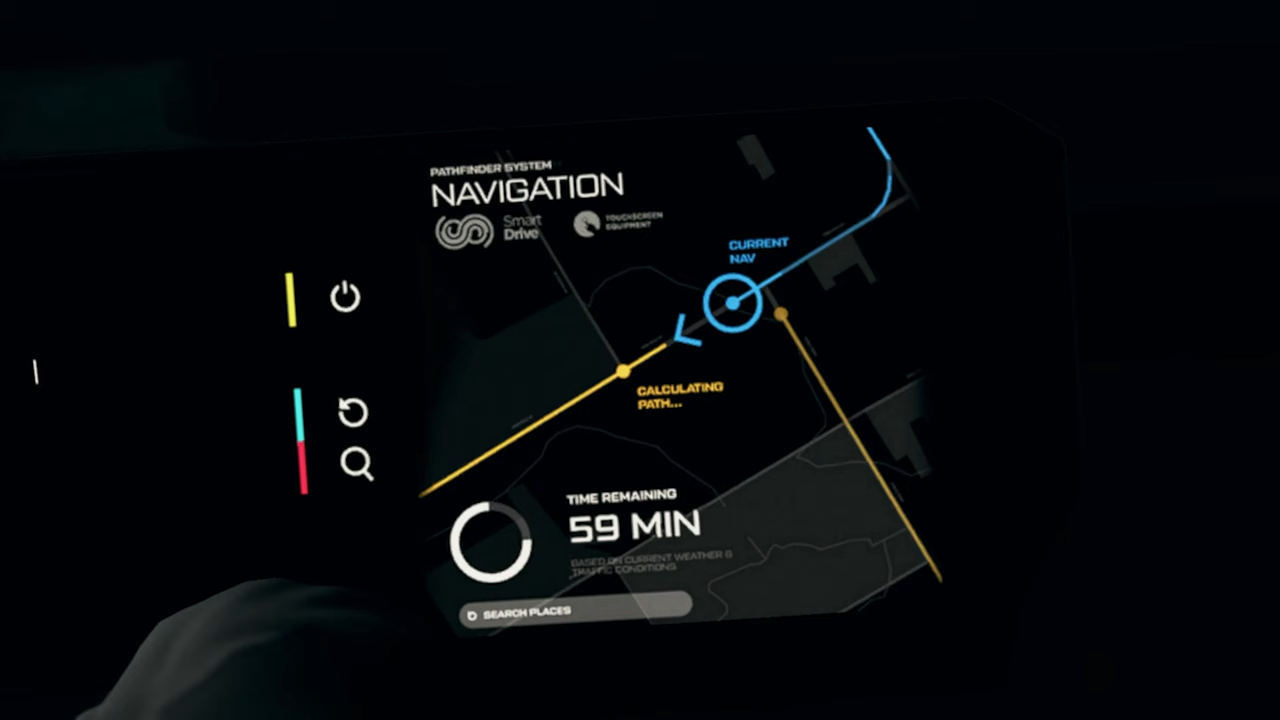 PATHFINDER SYSTEM
NAVIGATION
Smart
Drive
TOUCHSCREEN
EQUIPMENT
CURRENT
NAV
CALCULATING
PATH...
TIME REMAINING
59 MIN
BASED ON CURRENT WEATHER &
TRAFFIC CONDITIONS
SEARCH PLACES